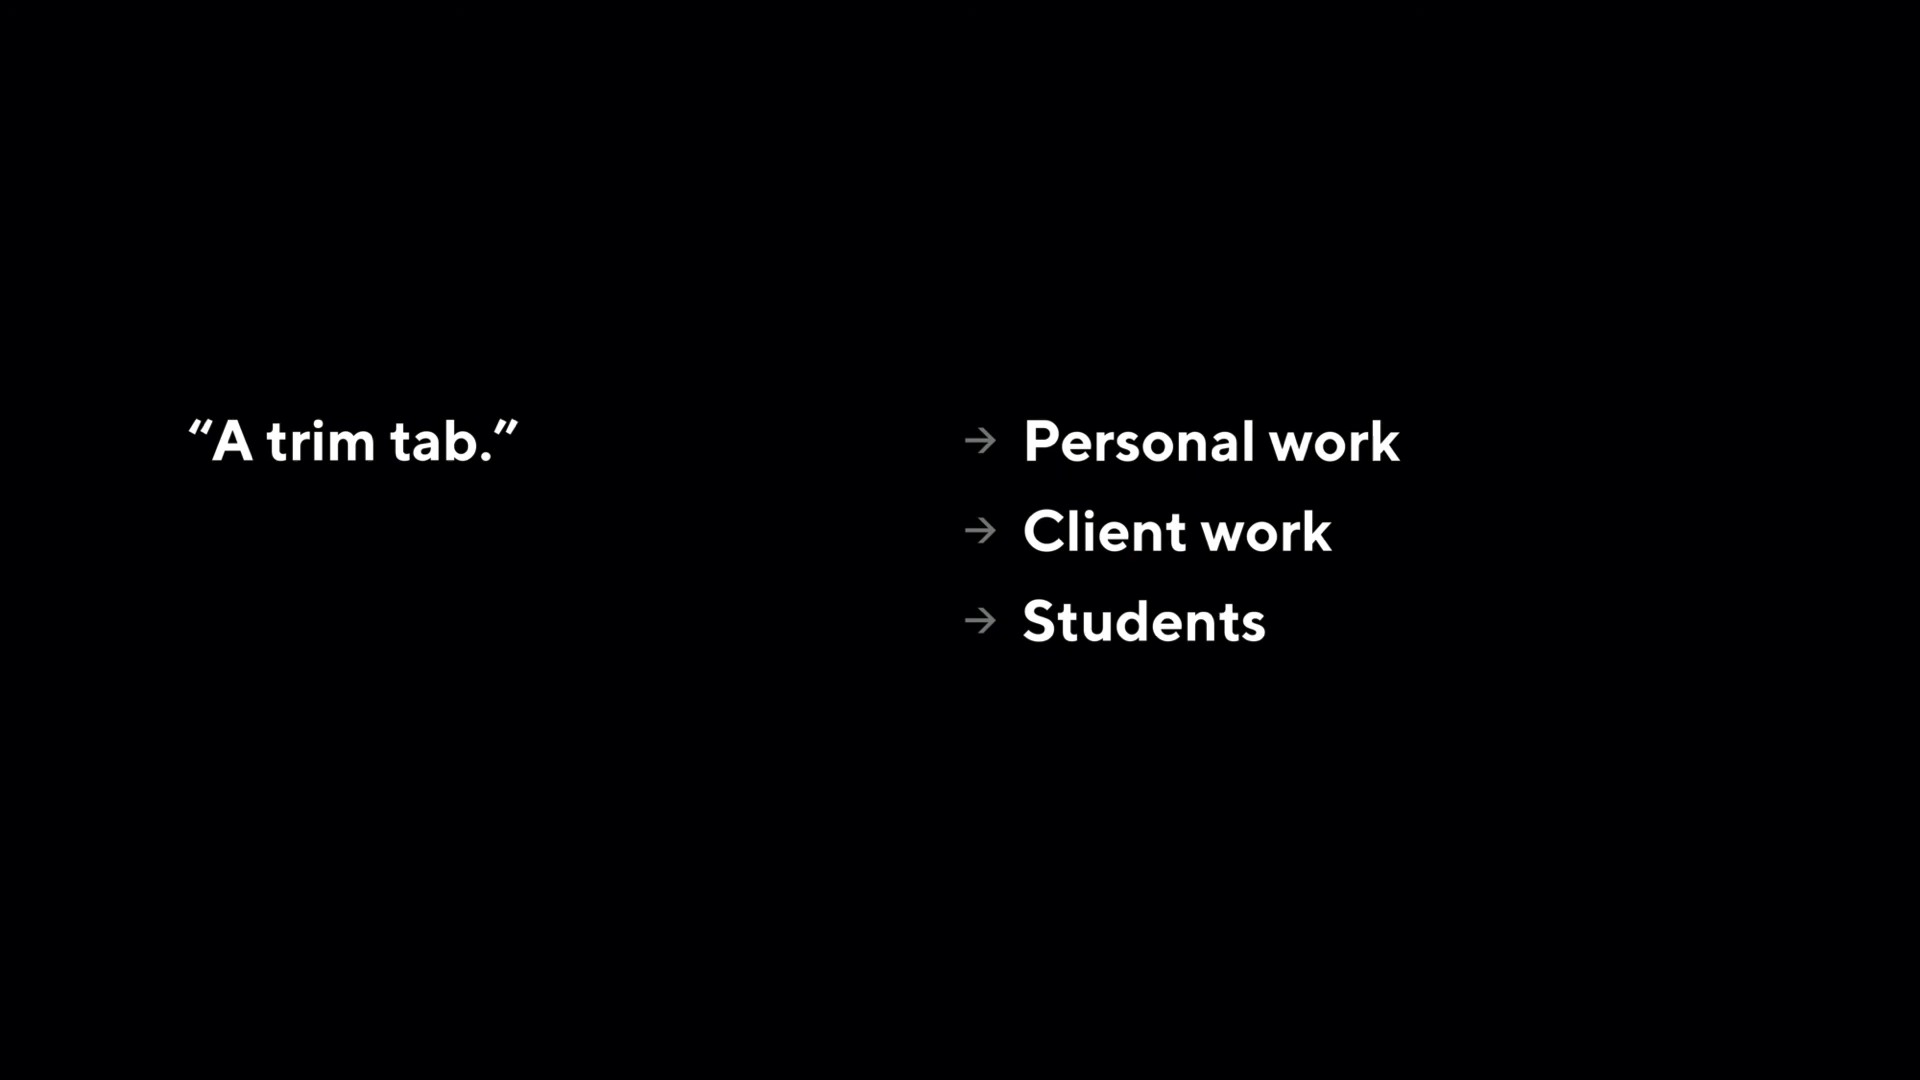 “A trim tab.”
→ Personal work
→ Client work
→ Students